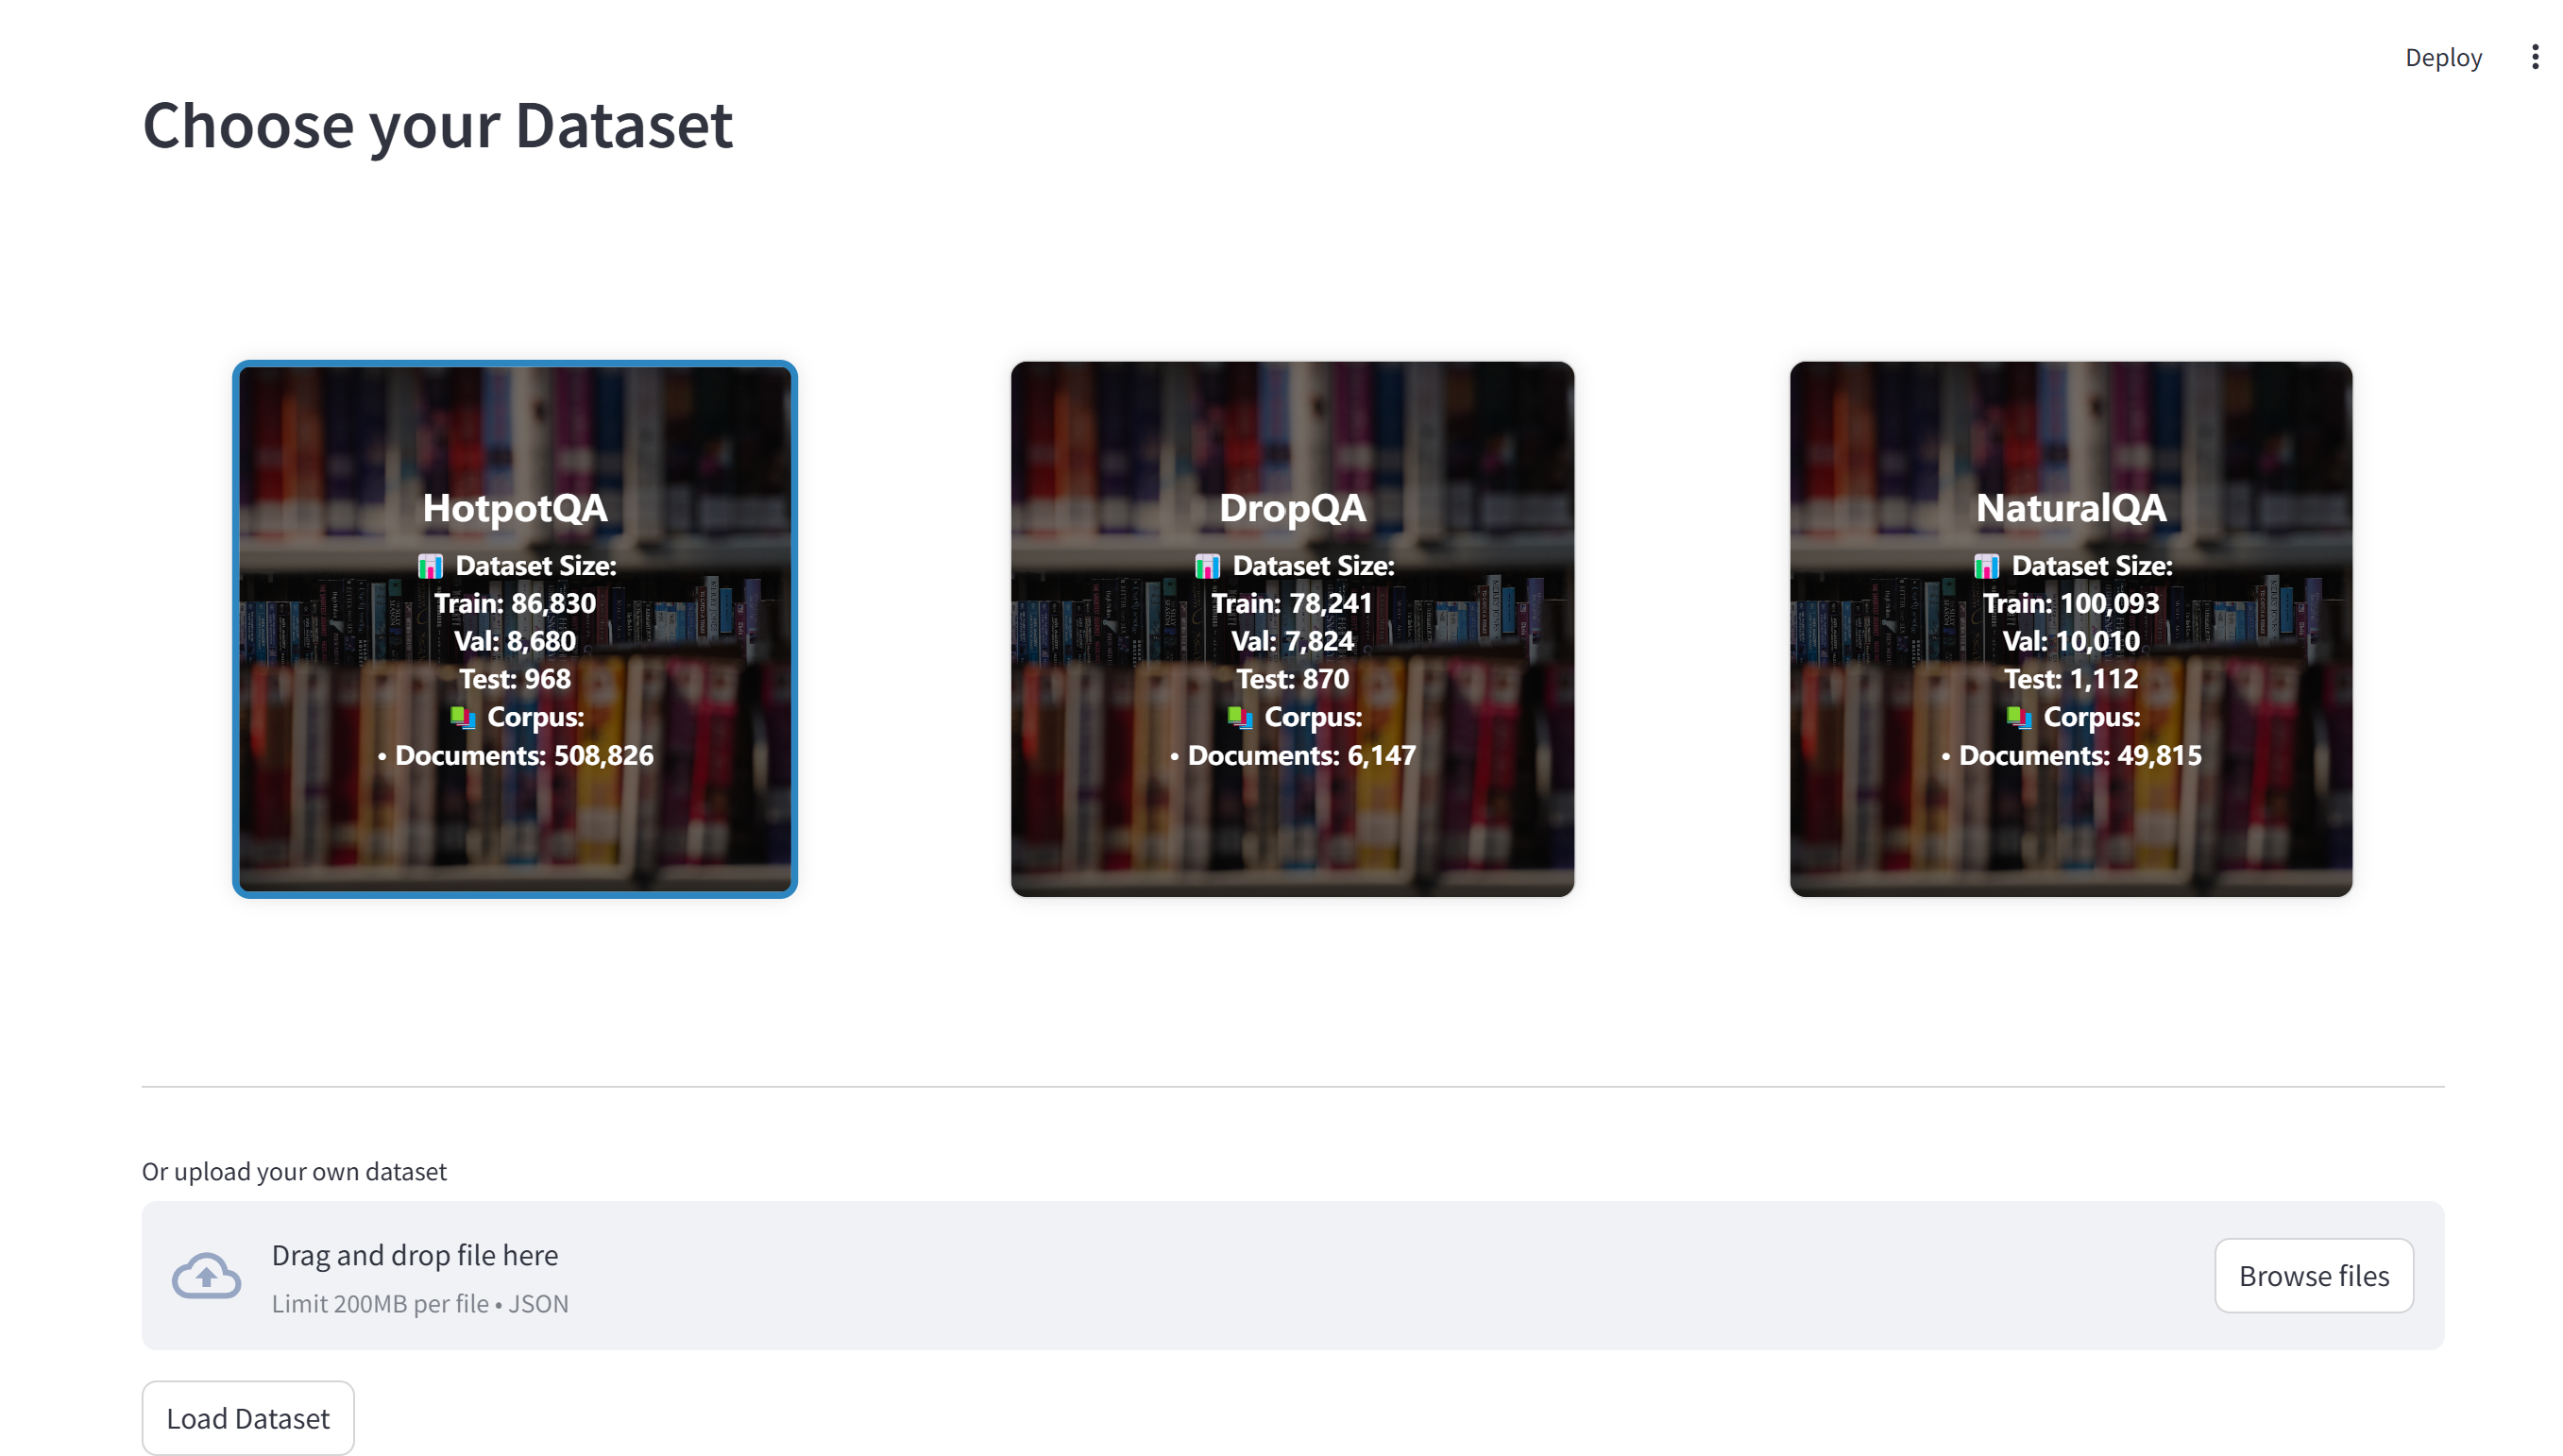 Deploy
Choose your Dataset
HotpotQA
📊 Dataset Size:
Train: 86,830
Val: 8,680
Test: 968
📚 Corpus:
• Documents: 508,826
DropQA
📊 Dataset Size:
Train: 78,241
Val: 7,824
Test: 870
📚 Corpus:
• Documents: 6,147
NaturalQA
📊 Dataset Size:
Train: 100,093
Val: 10,010
Test: 1,112
📚 Corpus:
• Documents: 49,815
Or upload your own dataset
Drag and drop file here
Limit 200MB per file • JSON
Browse files
Load Dataset